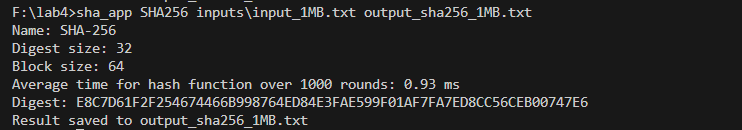 F:\lab4>sha_app SHA256 inputs\input_1MB.txt output_sha256_1MB.txt
Name: SHA-256
Digest size: 32
Block size: 64
Average time for hash function over 1000 rounds: 0.93 ms
Digest: E8C7D61F2F254674466B998764ED84E3FAE599F01AF7FA7ED8CC56CEB00747E6
Result saved to output_sha256_1MB.txt